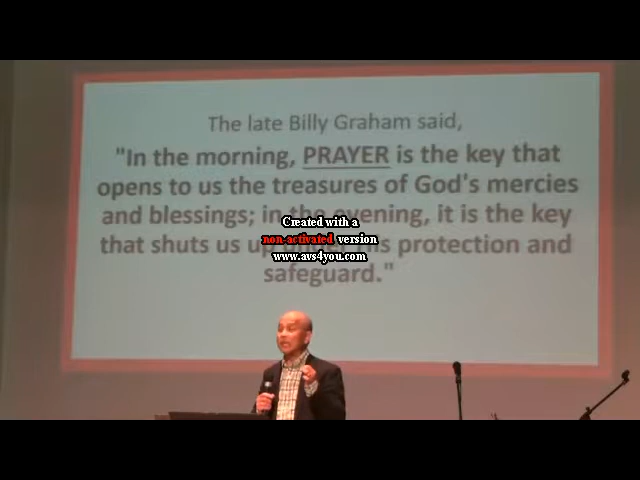 The late Billy Graham said,
"In the morning, PRAYER is the key that
opens to us the treasures of God's mercies
and blessings; in the evening, it is the key
that shuts us up under His protection and
safeguard."
Created with a
non-activated version
www.avs4you.com